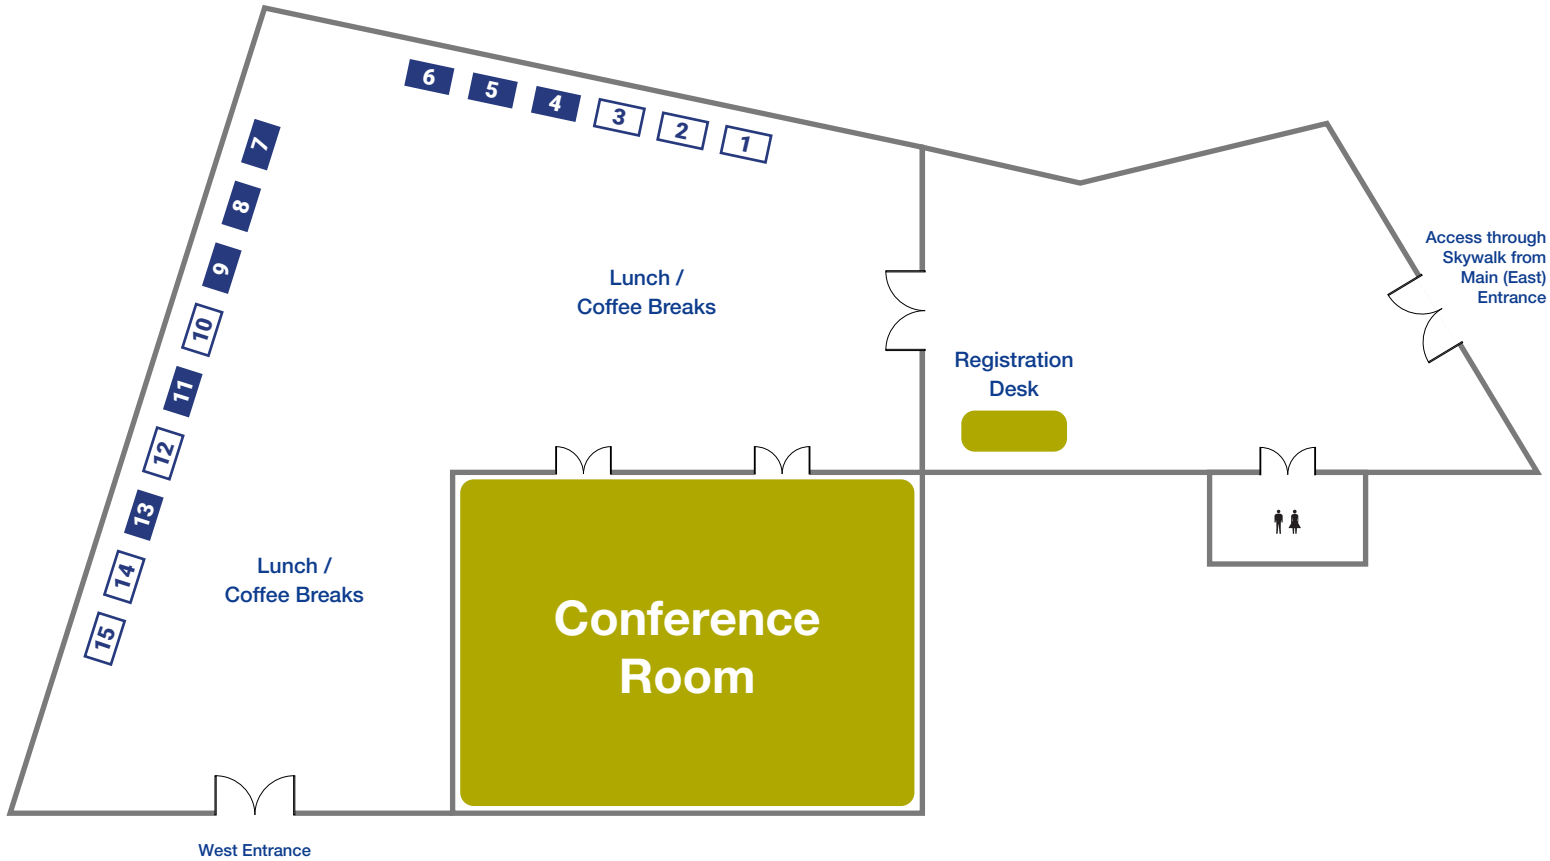 6
5
4
3
2
1
7
8
9
10
11
12
13
14
15
Lunch /
Coffee Breaks
Access through
Skywalk from
Main (East)
Entrance
Registration
Desk
Lunch /
Coffee Breaks
Conference
Room
West Entrance